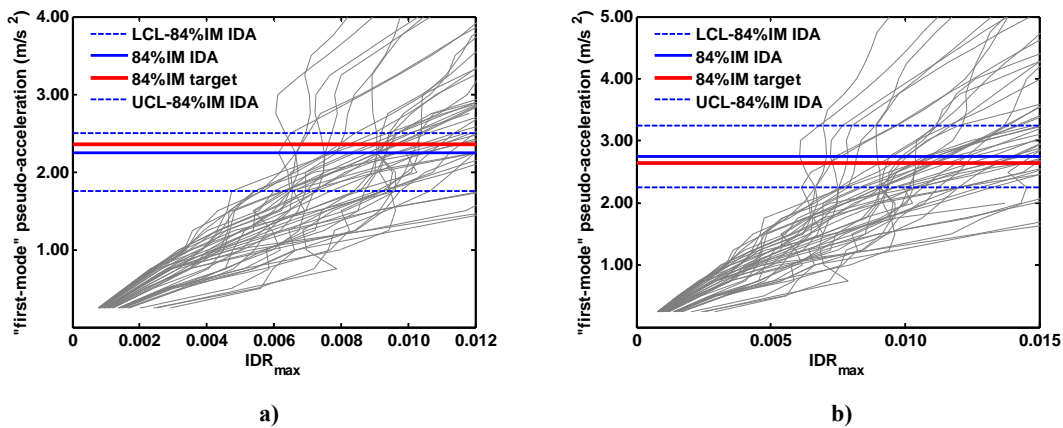 "first-mode" pseudo-acceleration (m/s 2)
4.00
3.00
2.00
1.00
LCL-84%IM IDA
84%IM IDA
84%IM target
UCL-84%IM IDA
0 0.002 0.004 0.006 0.008 0.010 0.012
IDRmax
a)
"first-mode" pseudo-acceleration (m/s 2)
5.00
4.00
3.00
2.00
1.00
LCL-84%IM IDA
84%IM IDA
84%IM target
UCL-84%IM IDA
0 0.005 0.010 0.015
IDRmax
b)